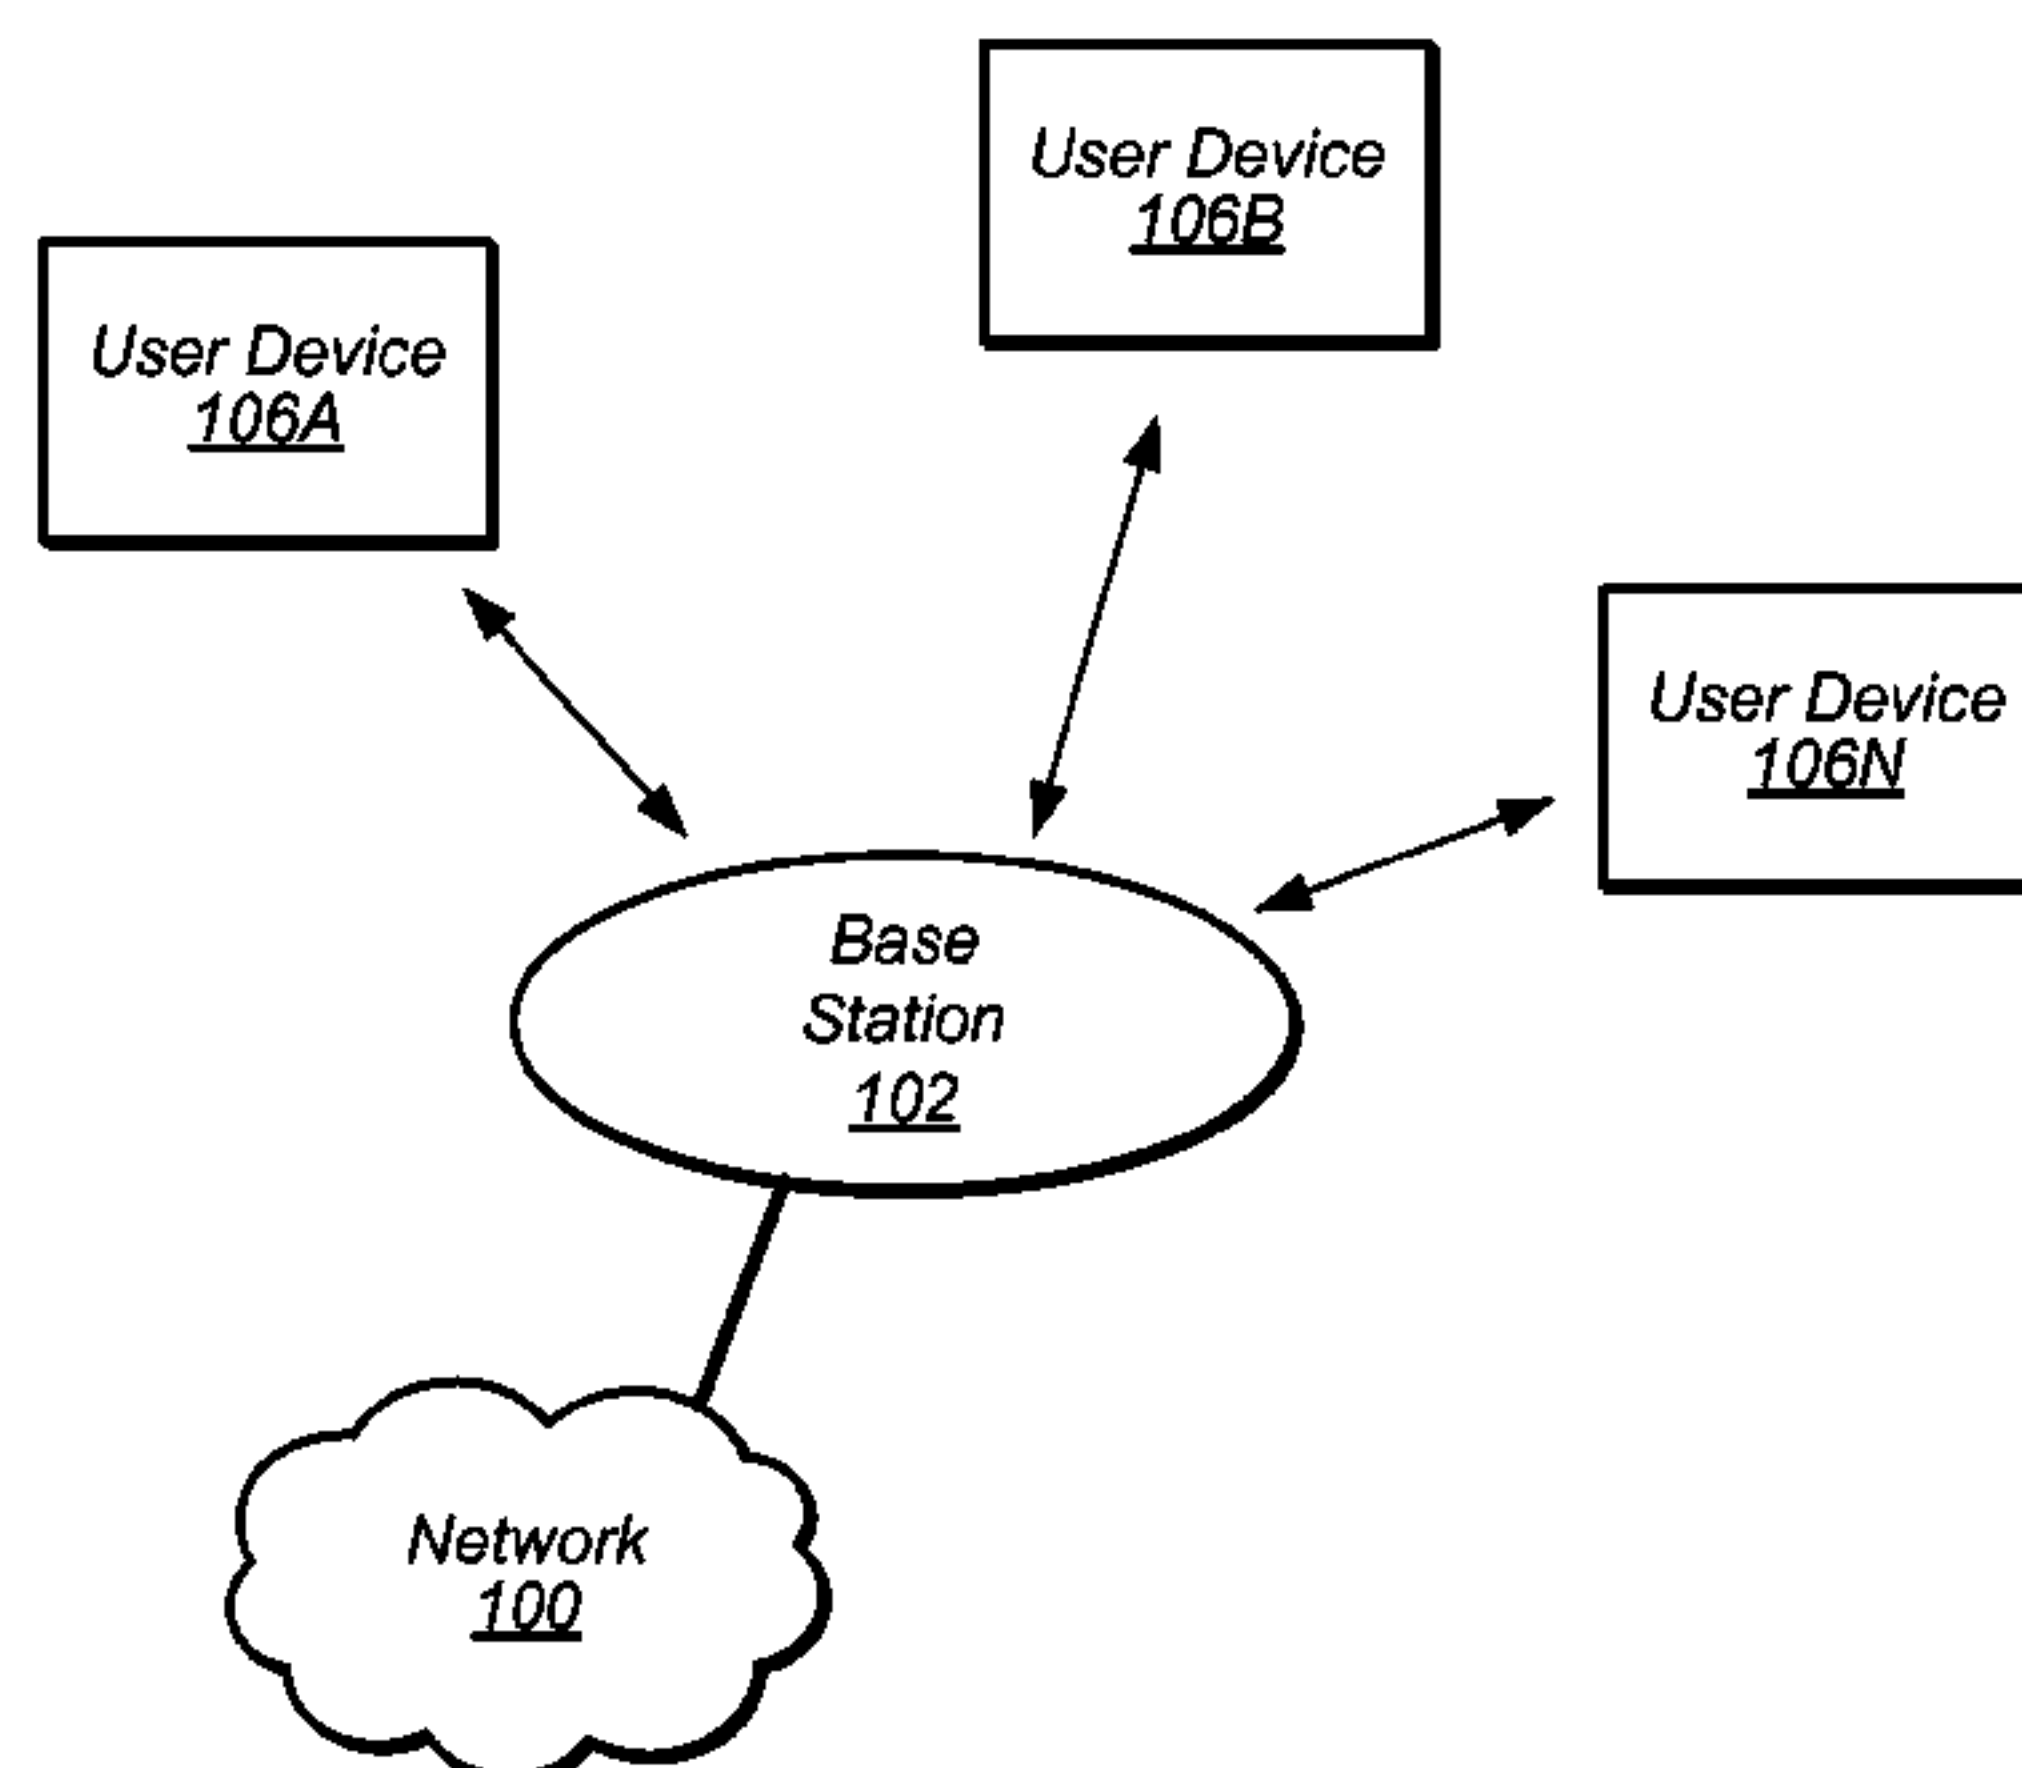 User Device
106B
User Device
106A
User Device
106N
Base
Station
102
Network
100